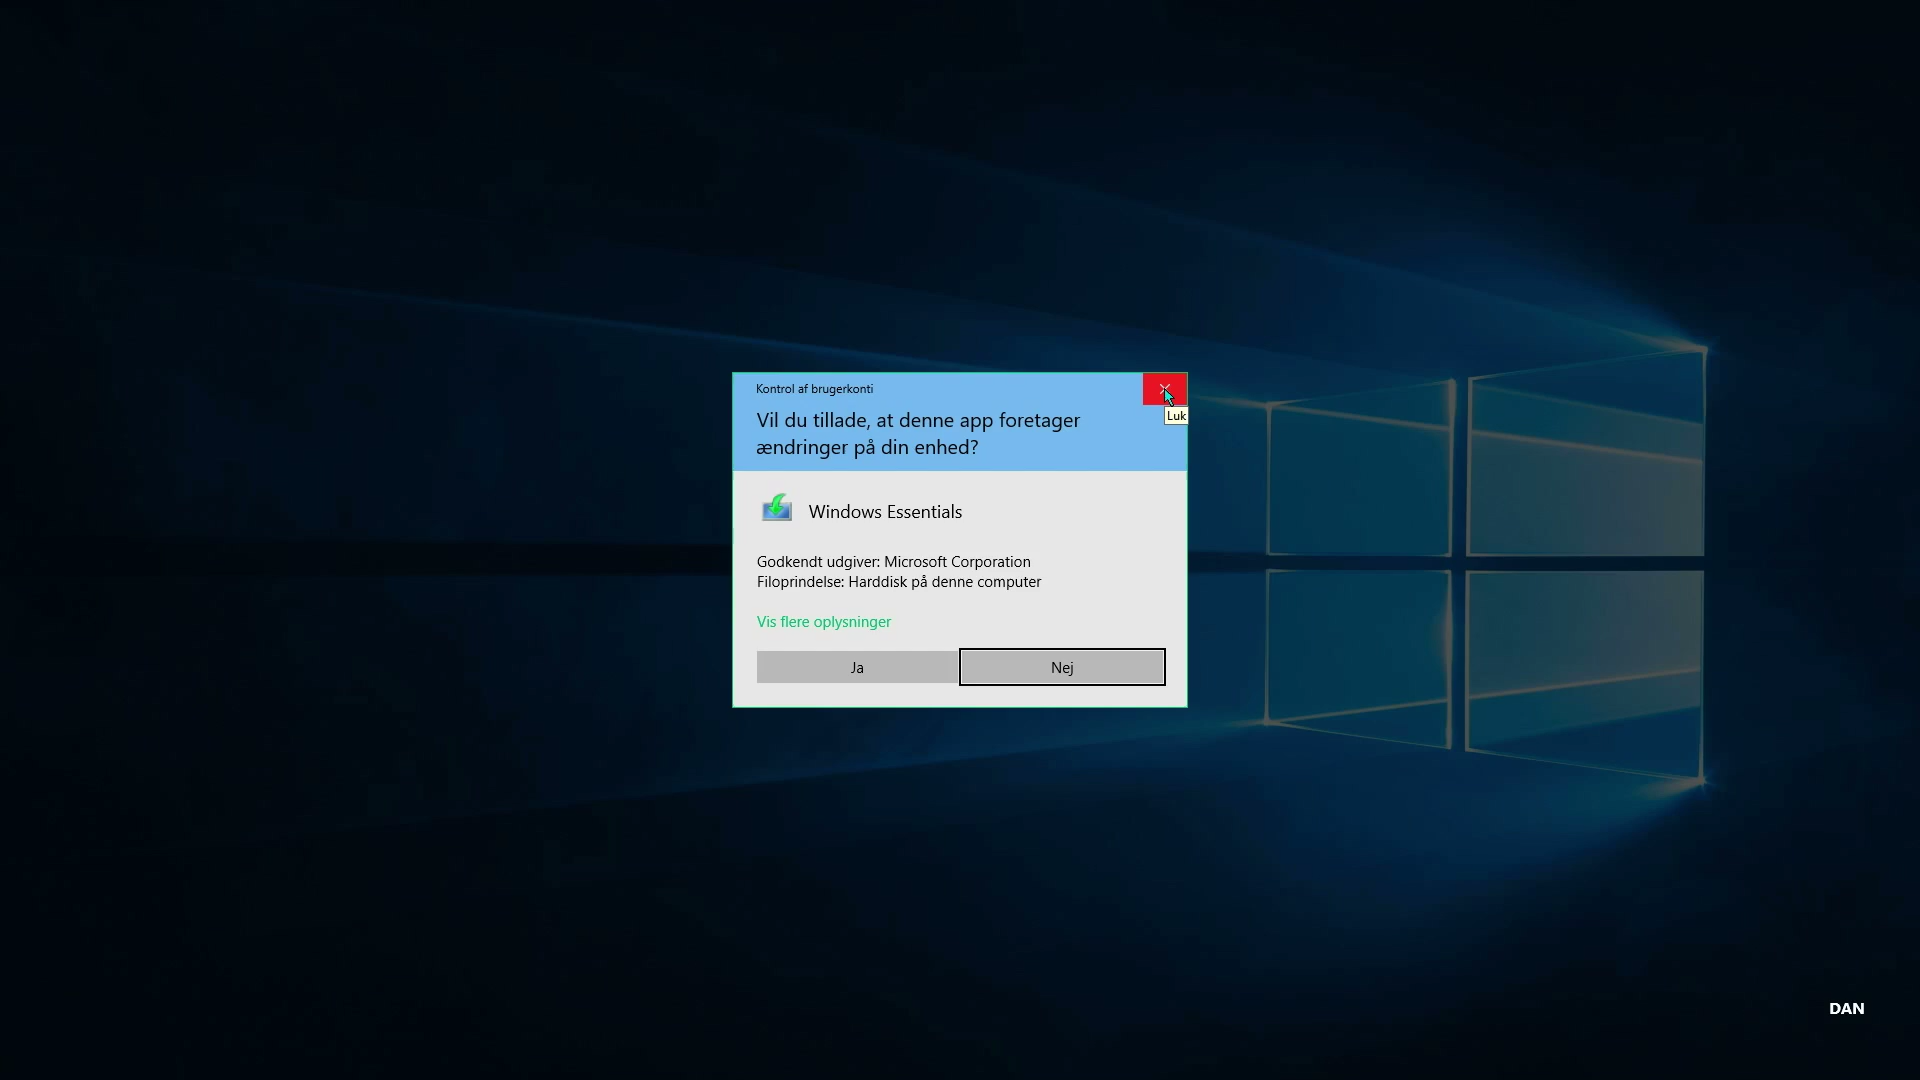 Kontrol af brugerkonti
Vil du tillade, at denne app foretager
ændringer på din enhed?
Luk
Windows Essentials
Godkendt udgiver: Microsoft Corporation
Filoprindelse: Harddisk på denne computer
Vis flere oplysninger
Ja
Nej
DAN